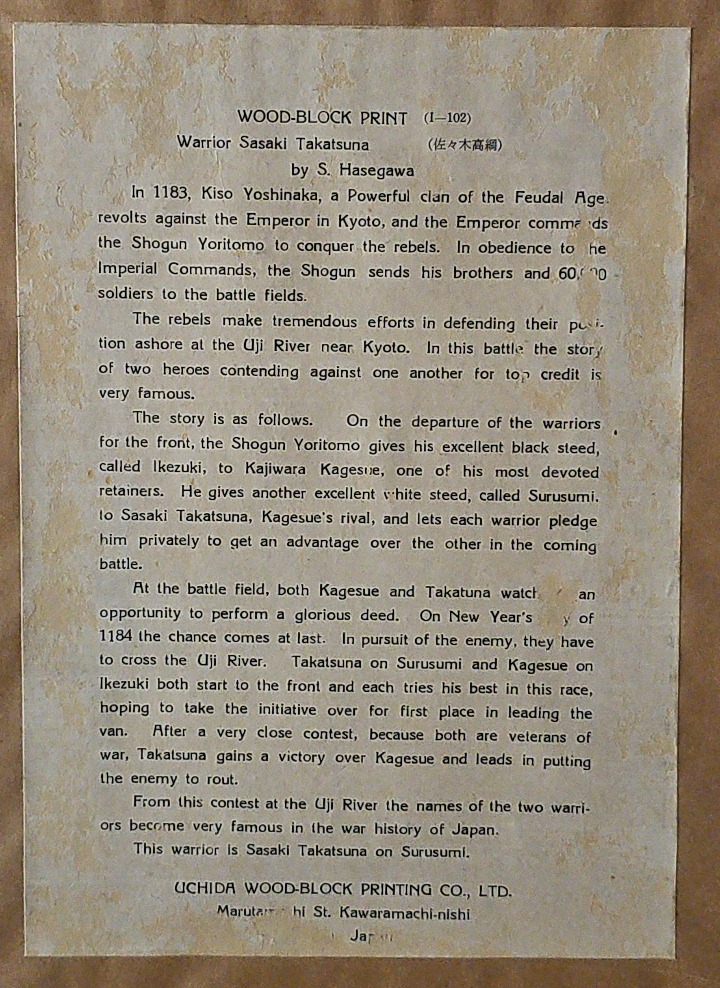 WOOD-BLOCK PRINT (I—102)
Warrior Sasaki Takatsuna (佐々木高綱)
by S. Hasegawa
In 1183, Kiso Yoshinaka, a Powerful clan of the Feudal Age
revolts against the Emperor in Kyoto, and the Emperor commands
the Shogun Yoritomo to conquer the rebels. In obedience to the
Imperial Commands, the Shogun sends his brothers and 60,000
soldiers to the battle fields.
The rebels make tremendous efforts in defending their posi-
tion ashore at the Uji River near Kyoto. In this battle the story
of two heroes contending against one another for top credit is
very famous.
The story is as follows. On the departure of the warriors
for the front, the Shogun Yoritomo gives his excellent black steed,
called Ikezuki, to Kajiwara Kagesue, one of his most devoted
retainers. He gives another excellent white steed, called Surusumi.
to Sasaki Takatsuna, Kagesue's rival, and lets each warrior pledge
him privately to get an advantage over the other in the coming
battle.
At the battle field, both Kagesue and Takatuna watch an
opportunity to perform a glorious deed. On New Year's of
1184 the chance comes at last. In pursuit of the enemy, they have
to cross the Uji River. Takatsuna on Surusumi and Kagesue on
Ikezuki both start to the front and each tries his best in this race,
hoping to take the initiative over for first place in leading the
van. After a very close contest, because both are veterans of
war, Takatsuna gains a victory over Kagesue and leads in putting
the enemy to rout.
From this contest at the Uji River the names of the two warri-
ors become very famous in the war history of Japan.
This warrior is Sasaki Takatsuna on Surusumi.
UCHIDA WOOD-BLOCK PRINTING CO., LTD.
St. Kawaramachi-nishi